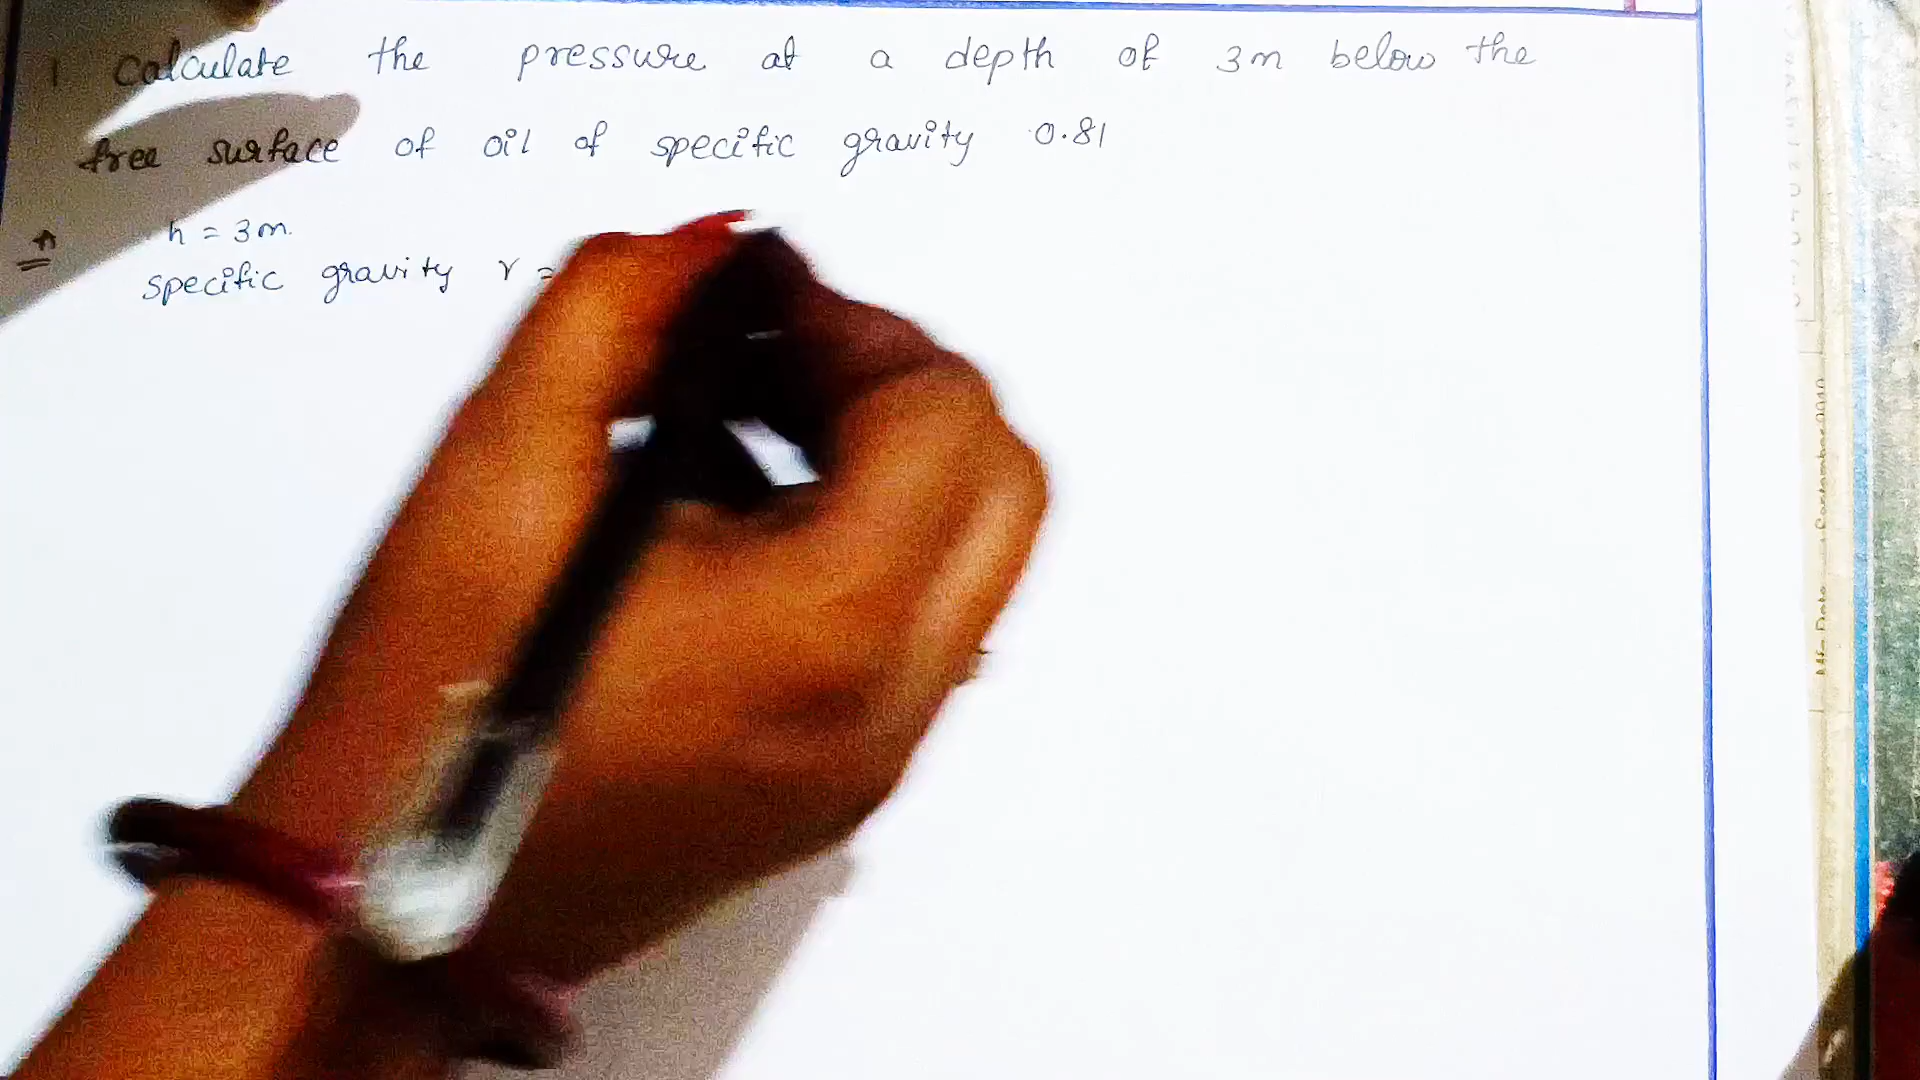 1 Calculate the pressure at a depth of 3m below the
free surface of oil of specific gravity 0.81
h = 3m.
specific gravity r =